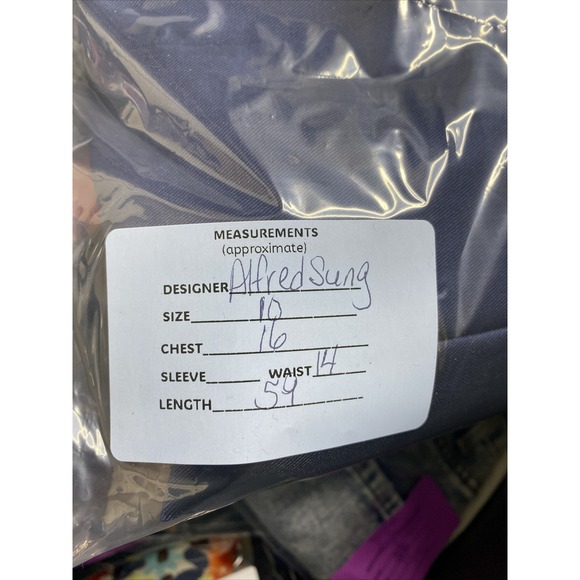 MEASUREMENTS
(approximate)
DESIGNER Alfred Sung
SIZE 10
CHEST 16
SLEEVE WAIST 14
LENGTH 54